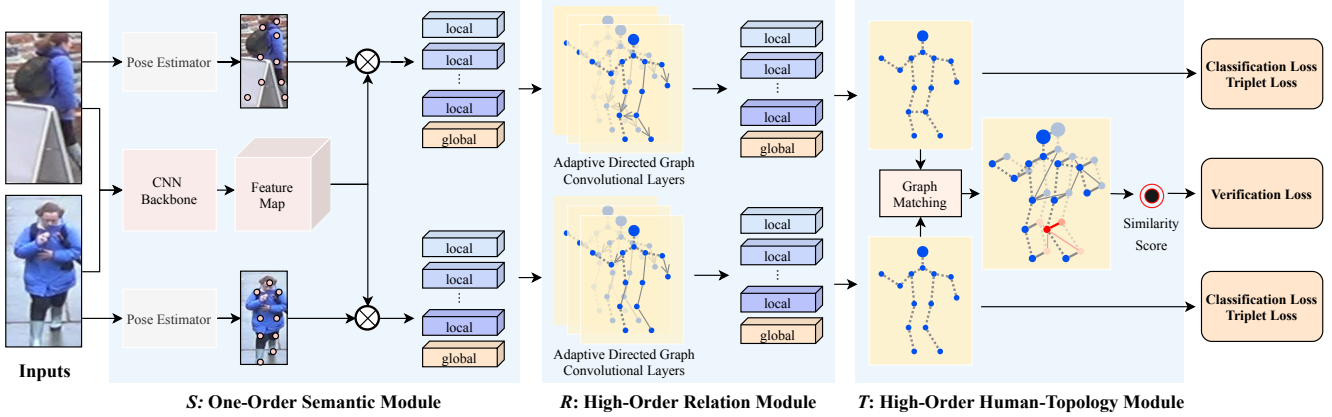 Inputs
Pose Estimator
CNN
Backbone
Feature
Map
Pose Estimator
local
local
local
global
local
local
local
global
S: One-Order Semantic Module
Adaptive Directed Graph
Convolutional Layers
Adaptive Directed Graph
Convolutional Layers
local
local
local
global
local
local
local
global
R: High-Order Relation Module
Graph
Matching
Similarity
Score
T: High-Order Human-Topology Module
Classification Loss
Triplet Loss
Verification Loss
Classification Loss
Triplet Loss